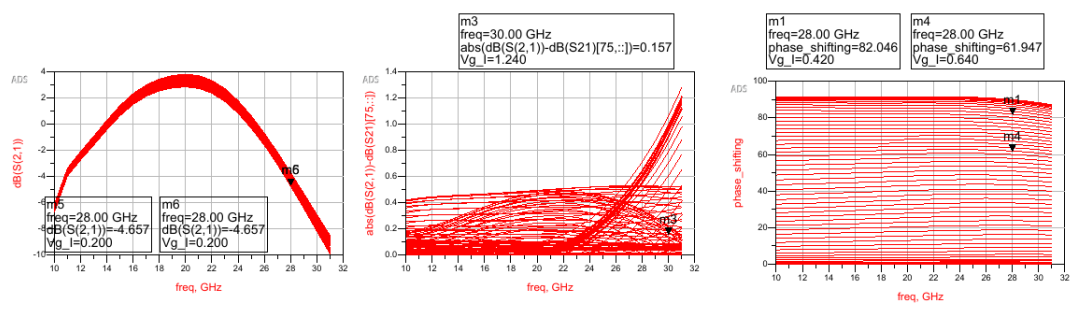 m3
freq=30.00 GHz
abs(dB(S(2,1))-dB(S21)[75,::])=0.157
Vg_I=1.240
m1
freq=28.00 GHz
phase_shifting=82.046
Vg_I=0.420
m4
freq=28.00 GHz
phase_shifting=61.947
Vg_I=0.640
ADS
4
2
0
-2
-4
-6
-8
-10
dB(S(2,1))
m6
m5
freq=28.00 GHz
dB(S(2,1))=-4.657
Vg_I=0.200
m6
freq=28.00 GHz
dB(S(2,1))=-4.657
Vg_I=0.200
10 12 14 16 18 20 22 24 26 28 30 32
freq, GHz
ADS
1.4
1.2
1.0
0.8
0.6
0.4
0.2
0.0
abs(dB(S(2,1))-dB(S21)[75,::])
m3
10 12 14 16 18 20 22 24 26 28 30 32
freq, GHz
ADS
100
80
60
40
20
0
phase_shifting
m1
m4
10 12 14 16 18 20 22 24 26 28 30 32
freq, GHz